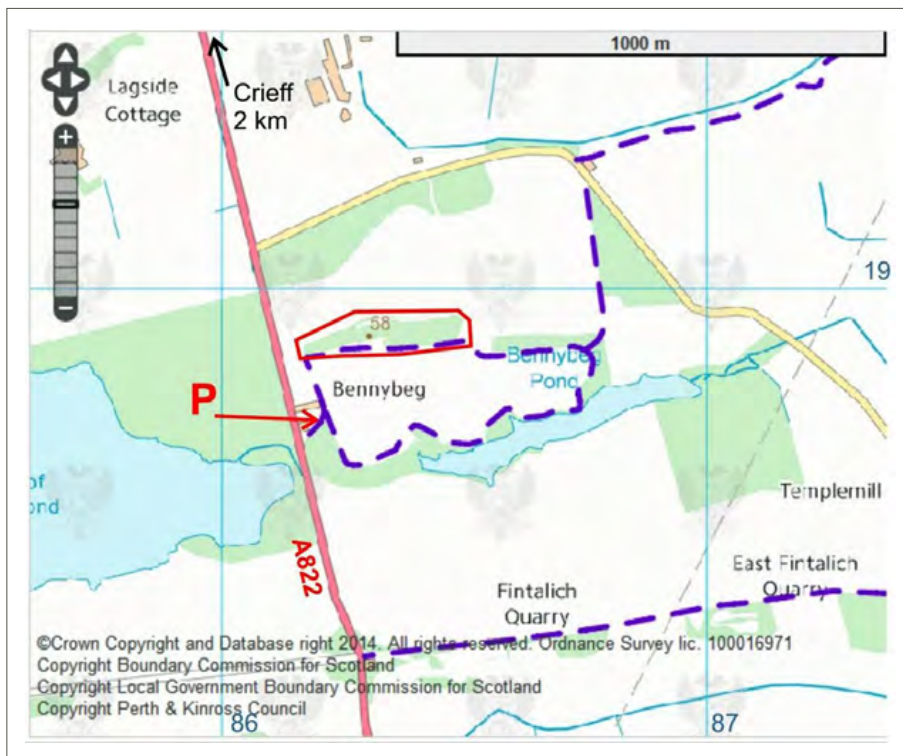 1000 m
Lagside
Cottage
Crieff
2 km
+
−
19
58
Bennybeg
Bennybeg
Pond
P
of
ond
Templemill
A822
East Fintalich
Quarry
Fintalich
Quarry
©Crown Copyright and Database right 2014. All rights reserved. Ordnance Survey lic. 100016971
Copyright Boundary Commission for Scotland
Copyright Local Government Boundary Commission for Scotland
Copyright Perth & Kinross Council
86
87